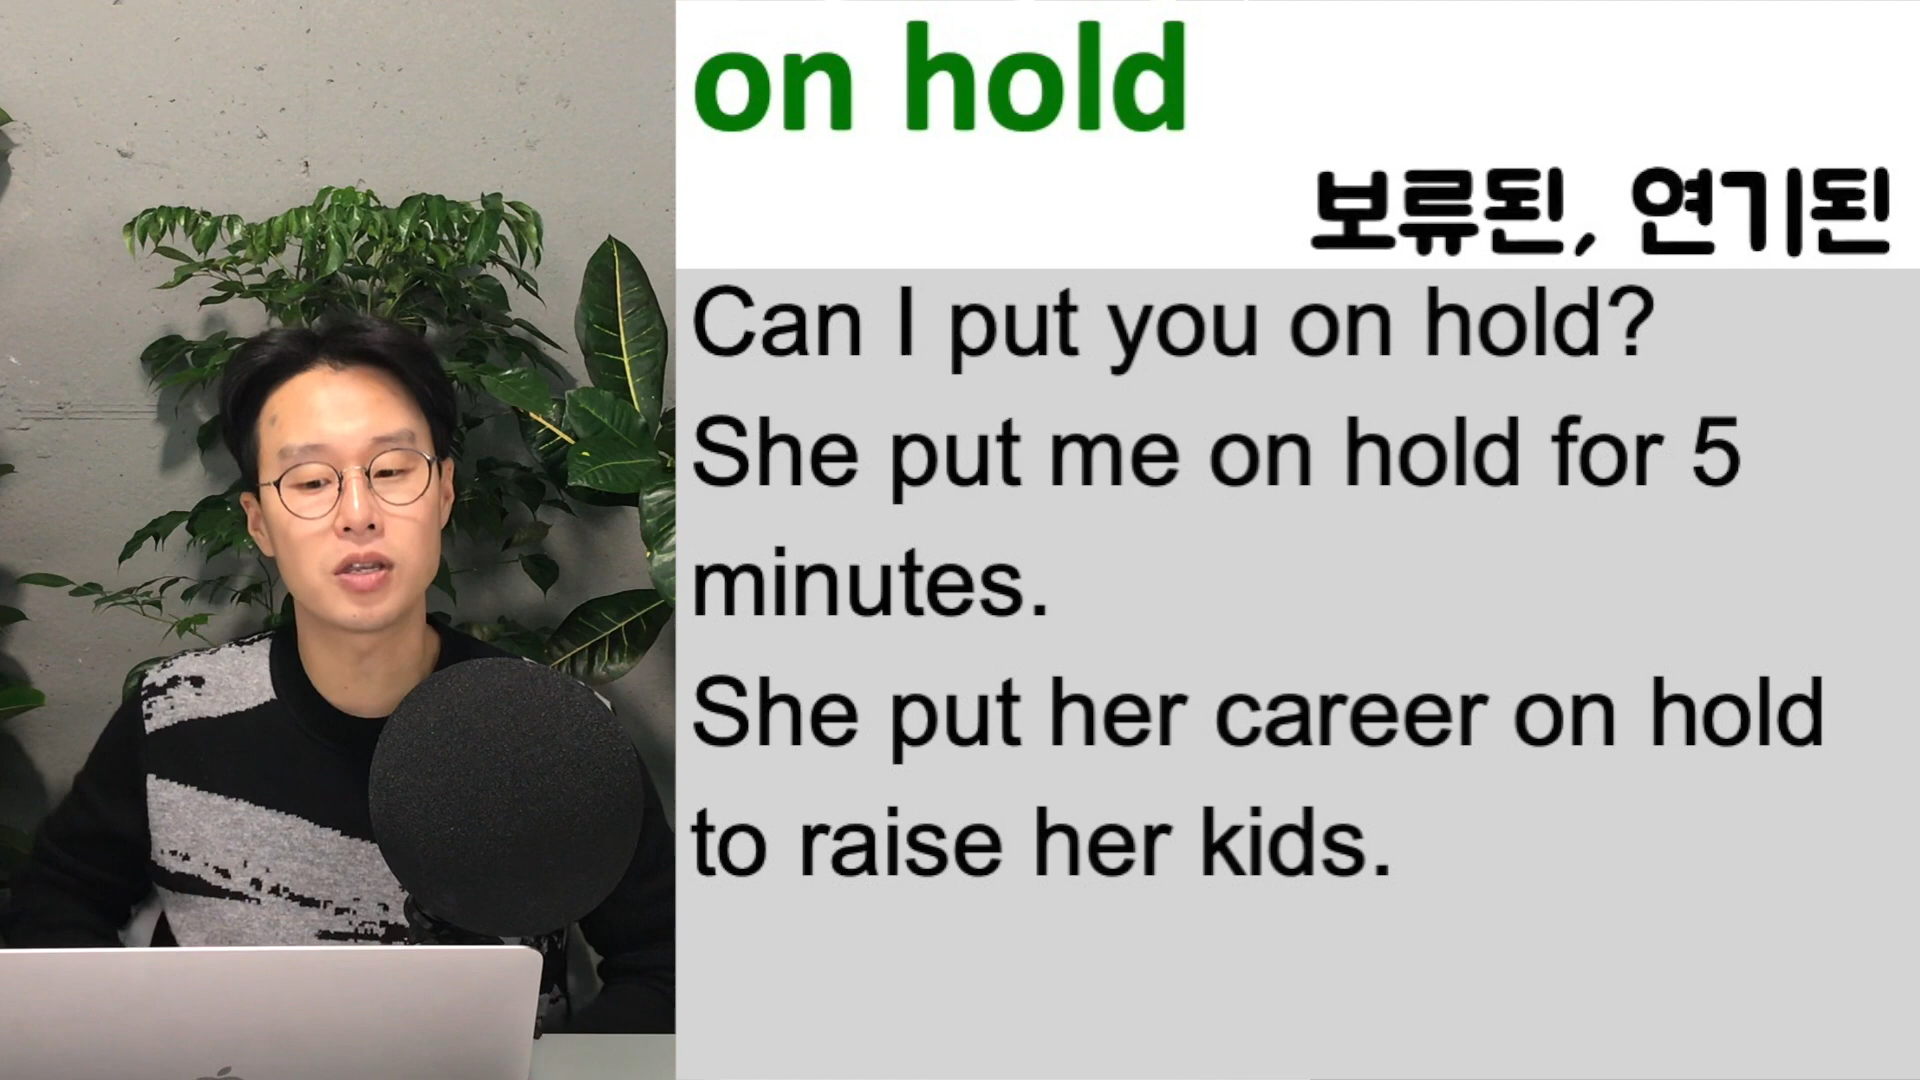 on hold
보류된, 연기된
Can I put you on hold?
She put me on hold for 5
minutes.
She put her career on hold
to raise her kids.